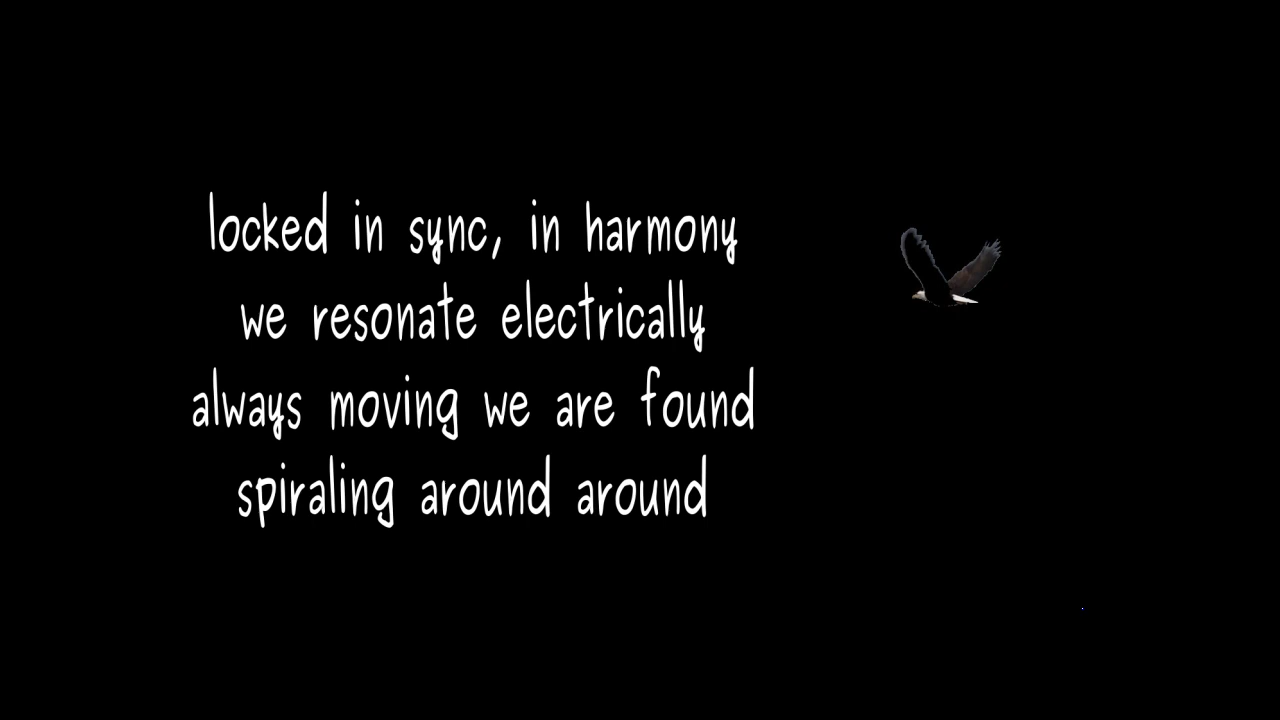 locked in sync, in harmony
we resonate electrically
always moving we are found
spiraling around around